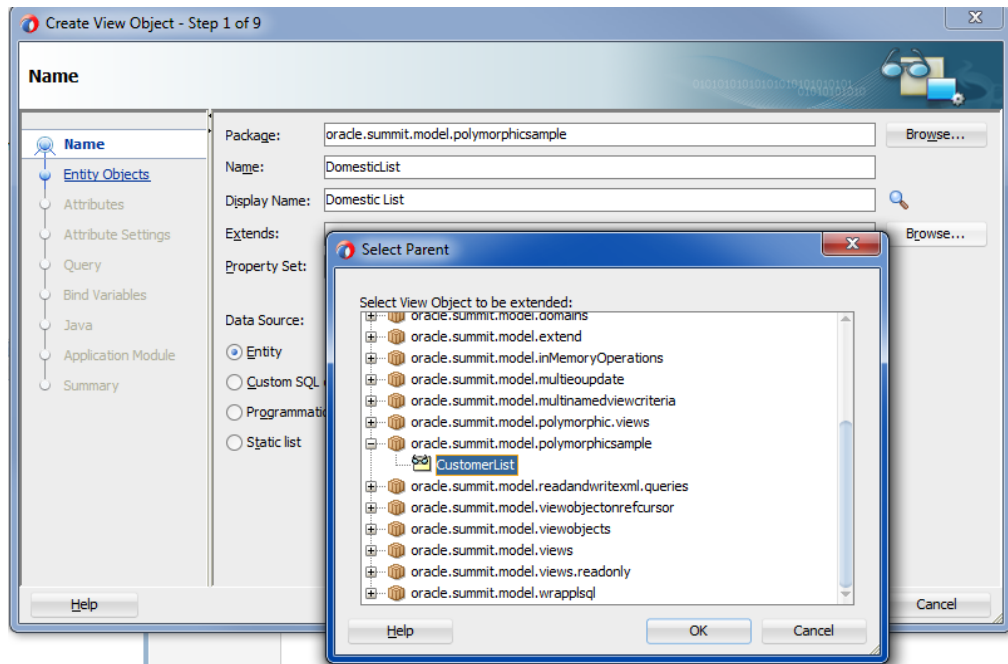 Create View Object - Step 1 of 9
Name
Name
Entity Objects
Attributes
Attribute Settings
Query
Bind Variables
Java
Application Module
Summary
Package: oracle.summit.model.polymorphicsample Browse...
Name: DomesticList
Display Name: Domestic List
Extends: Browse...
Property Set:
Data Source:
Entity
Custom SQL
Programmatic
Static list
Select Parent
Select View Object to be extended:
oracle.summit.model.domains
oracle.summit.model.extend
oracle.summit.model.inMemoryOperations
oracle.summit.model.multieoupdate
oracle.summit.model.multinamedviewcriteria
oracle.summit.model.polymorphic.views
oracle.summit.model.polymorphicsample
CustomerList
oracle.summit.model.readandwritexml.queries
oracle.summit.model.viewobjectonrefcursor
oracle.summit.model.viewobjects
oracle.summit.model.views
oracle.summit.model.views.readonly
oracle.summit.model.wrapplsql
Help OK Cancel
Help Cancel